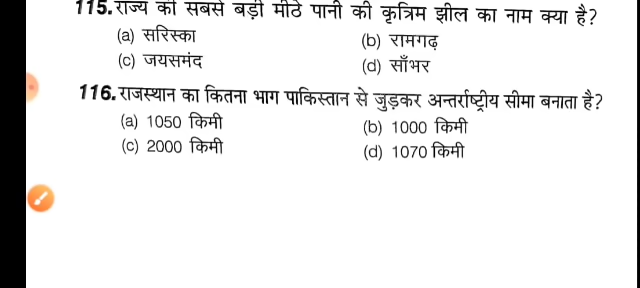 115. राज्य की सबसे बड़ी मीठे पानी की कृत्रिम झील का नाम क्या है?
(a) सरिस्का (b) रामगढ़
(c) जयसमंद (d) साँभर
116. राजस्थान का कितना भाग पाकिस्तान से जुड़कर अन्तर्राष्ट्रीय सीमा बनाता है?
(a) 1050 किमी (b) 1000 किमी
(c) 2000 किमी (d) 1070 किमी